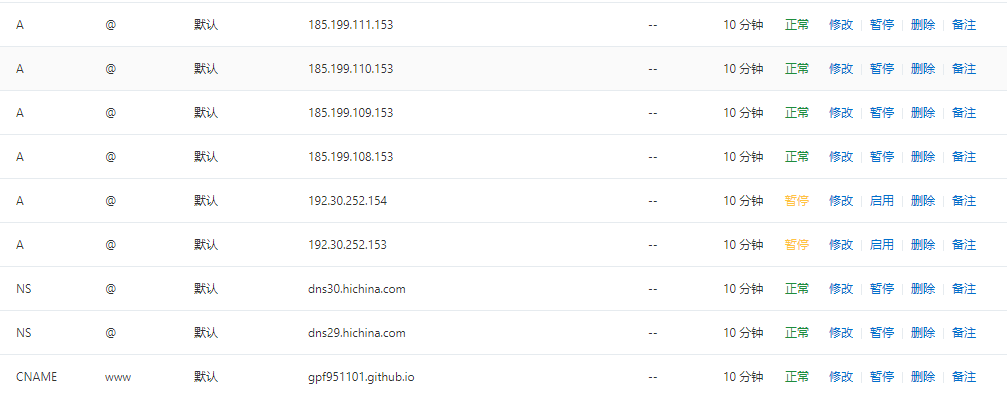 A @ 默认 185.199.111.153 -- 10 分钟 正常 修改 暂停 删除 备注
A @ 默认 185.199.110.153 -- 10 分钟 正常 修改 暂停 删除 备注
A @ 默认 185.199.109.153 -- 10 分钟 正常 修改 暂停 删除 备注
A @ 默认 185.199.108.153 -- 10 分钟 正常 修改 暂停 删除 备注
A @ 默认 192.30.252.154 -- 10 分钟 暂停 修改 启用 删除 备注
A @ 默认 192.30.252.153 -- 10 分钟 暂停 修改 启用 删除 备注
NS @ 默认 dns30.hichina.com -- 10 分钟 正常 修改 暂停 删除 备注
NS @ 默认 dns29.hichina.com -- 10 分钟 正常 修改 暂停 删除 备注
CNAME www 默认 gpf951101.github.io -- 10 分钟 正常 修改 暂停 删除 备注